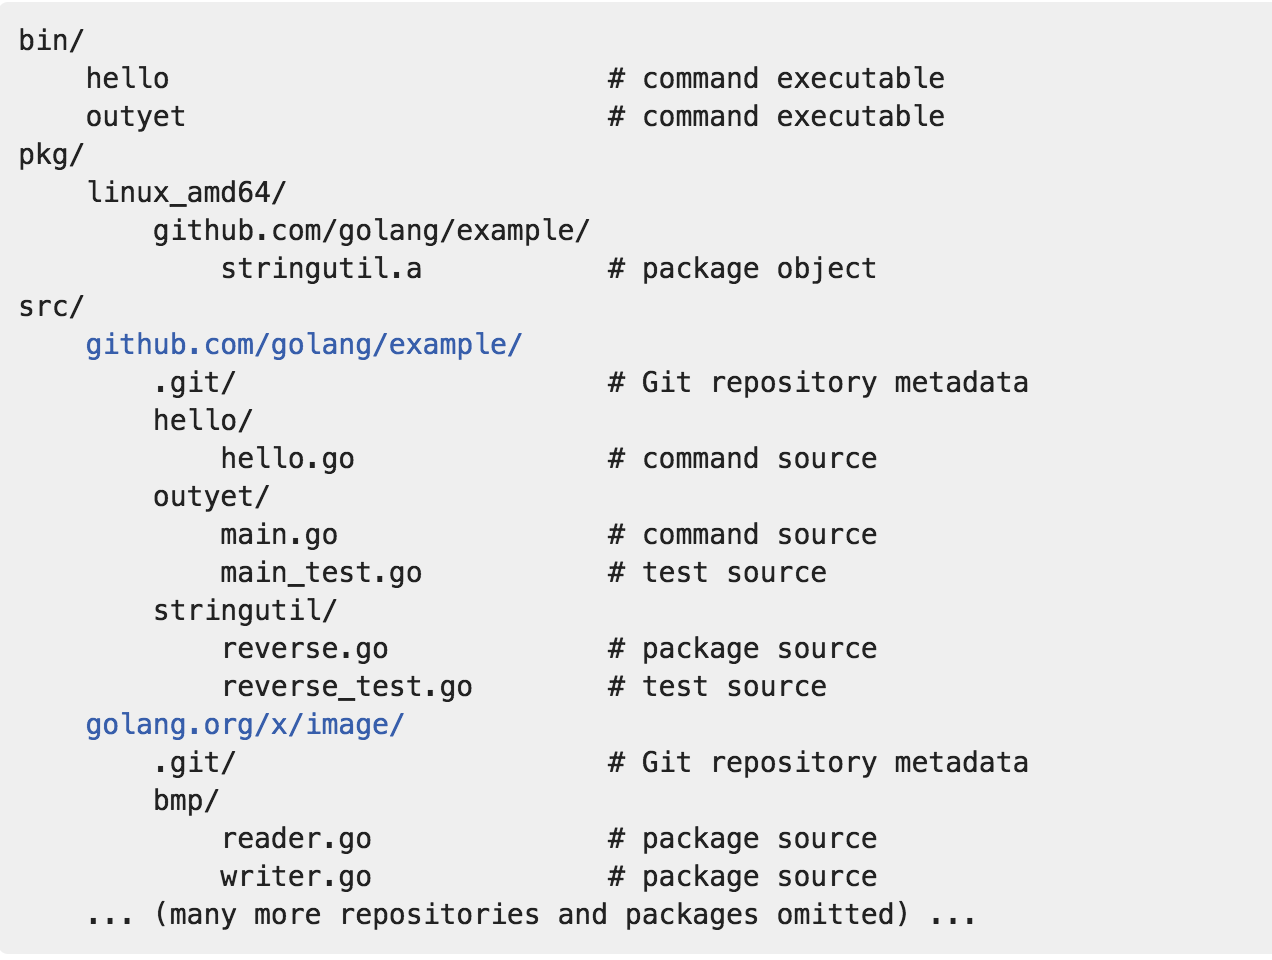 bin/
    hello                          # command executable
    outyet                         # command executable
pkg/
    linux_amd64/
        github.com/golang/example/
            stringutil.a           # package object
src/
    github.com/golang/example/
        .git/                      # Git repository metadata
        hello/
            hello.go               # command source
        outyet/
            main.go                # command source
            main_test.go           # test source
        stringutil/
            reverse.go             # package source
            reverse_test.go        # test source
    golang.org/x/image/
        .git/                      # Git repository metadata
        bmp/
            reader.go              # package source
            writer.go              # package source
    ... (many more repositories and packages omitted) ...